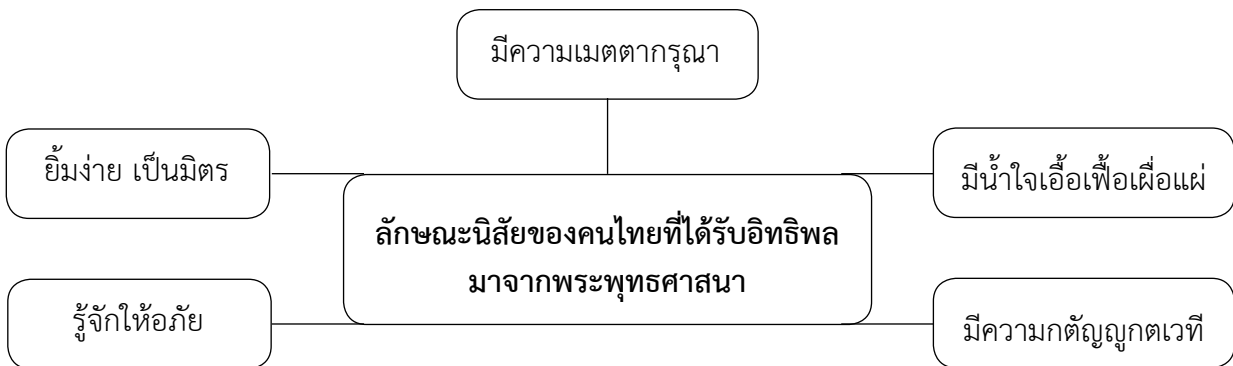 มีความเมตตากรุณา
ยิ้มง่าย เป็นมิตร
มีน้ำใจเอื้อเฟื้อเผื่อแผ่
ลักษณะนิสัยของคนไทยที่ได้รับอิทธิพล
มาจากพระพุทธศาสนา
รู้จักให้อภัย
มีความกตัญญูกตเวที